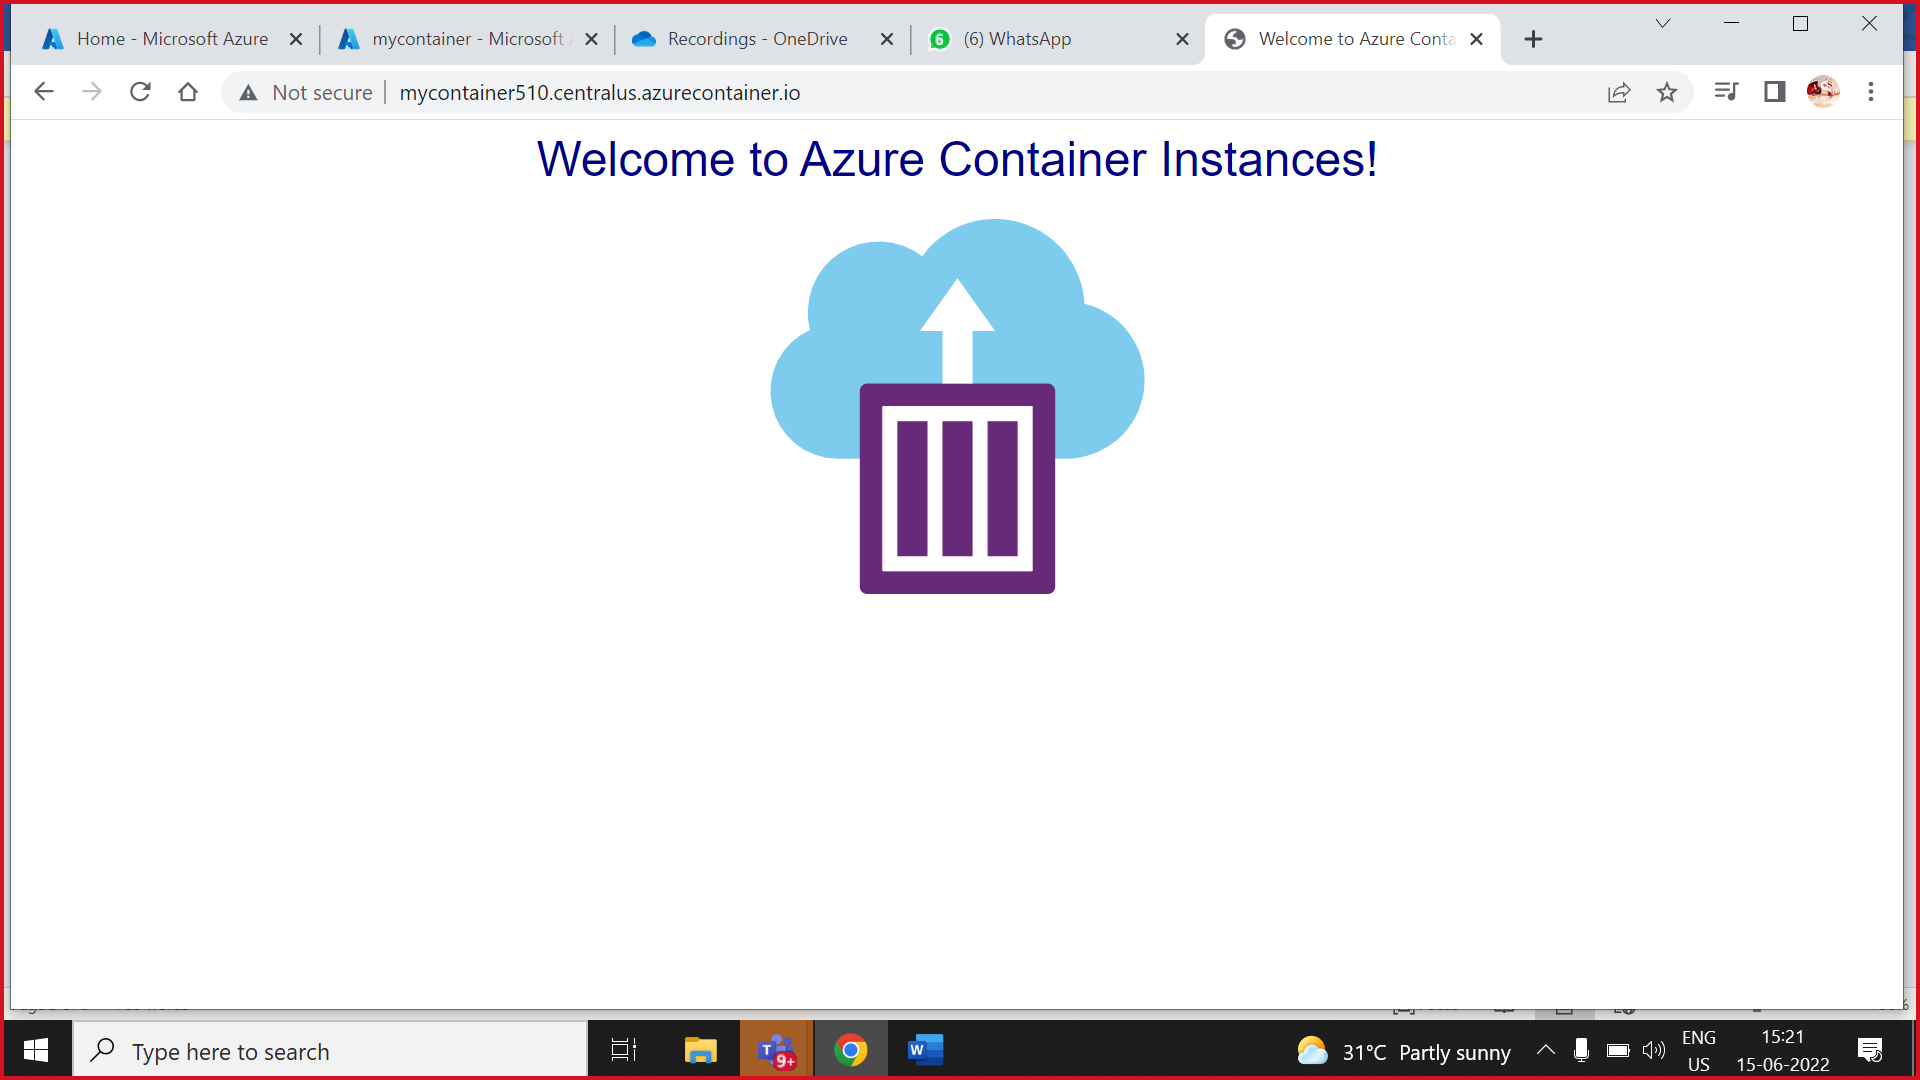 Home - Microsoft Azure
mycontainer - Microsoft
Recordings - OneDrive
6
(6) WhatsApp
Welcome to Azure Conta
Not secure
mycontainer510.centralus.azurecontainer.io
Welcome to Azure Container Instances!
Type here to search
T
9+
W
31°C Partly sunny
ENG
US
15:21
15-06-2022